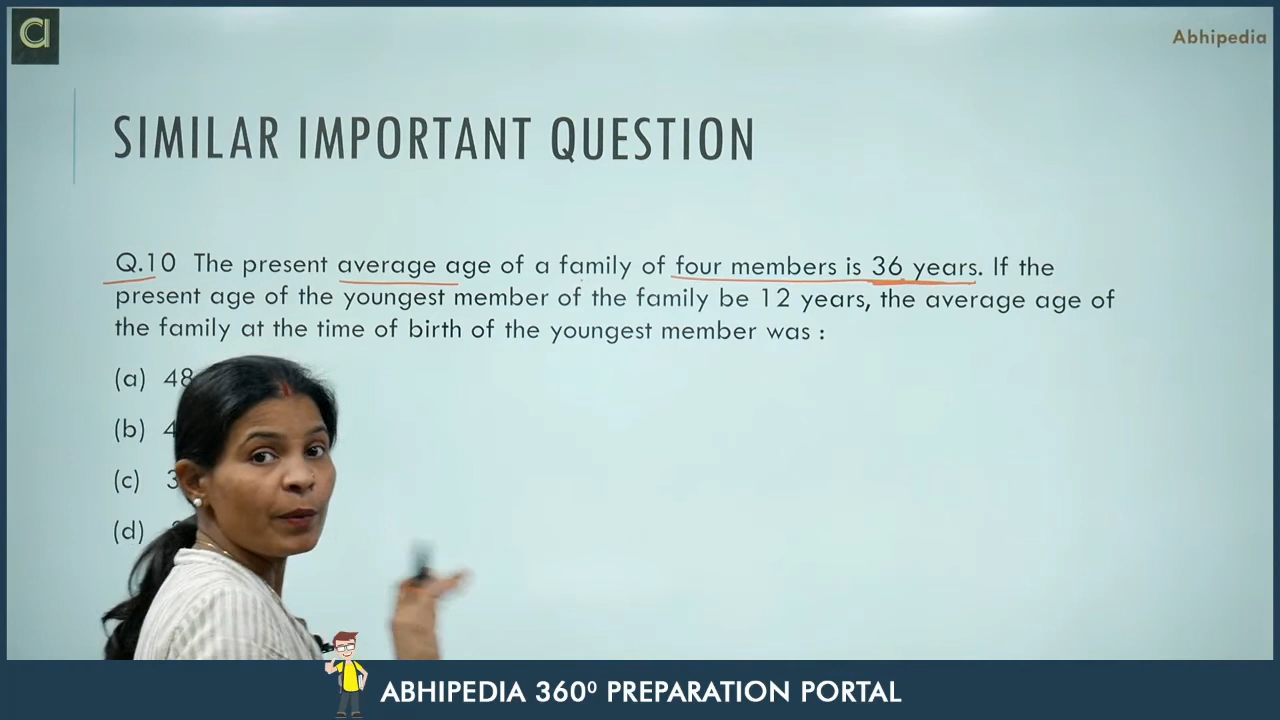 Abhipedia
SIMILAR IMPORTANT QUESTION
Q.10 The present average age of a family of four members is 36 years. If the
present age of the youngest member of the family be 12 years, the average age of
the family at the time of birth of the youngest member was :
(a) 48
(b)
(c)
(d)
ABHIPEDIA 360⁰ PREPARATION PORTAL